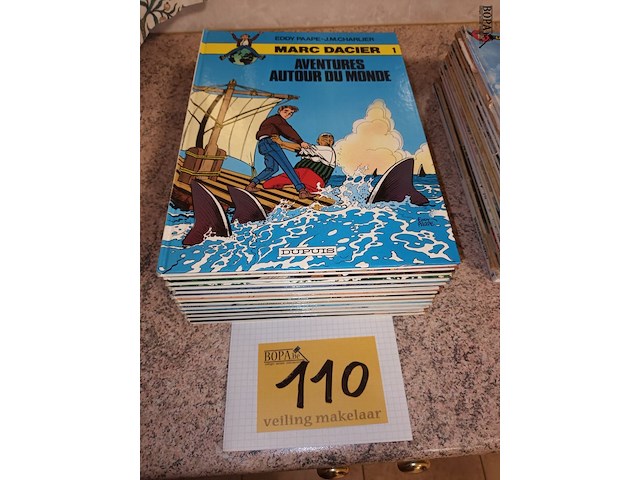 EDDY PAAPE - J.M. CHARLIER
MARC DACIER 1
AVENTURES
AUTOUR DU MONDE
DUPUIS
BOPA
BOPA
110
veiling makelaar